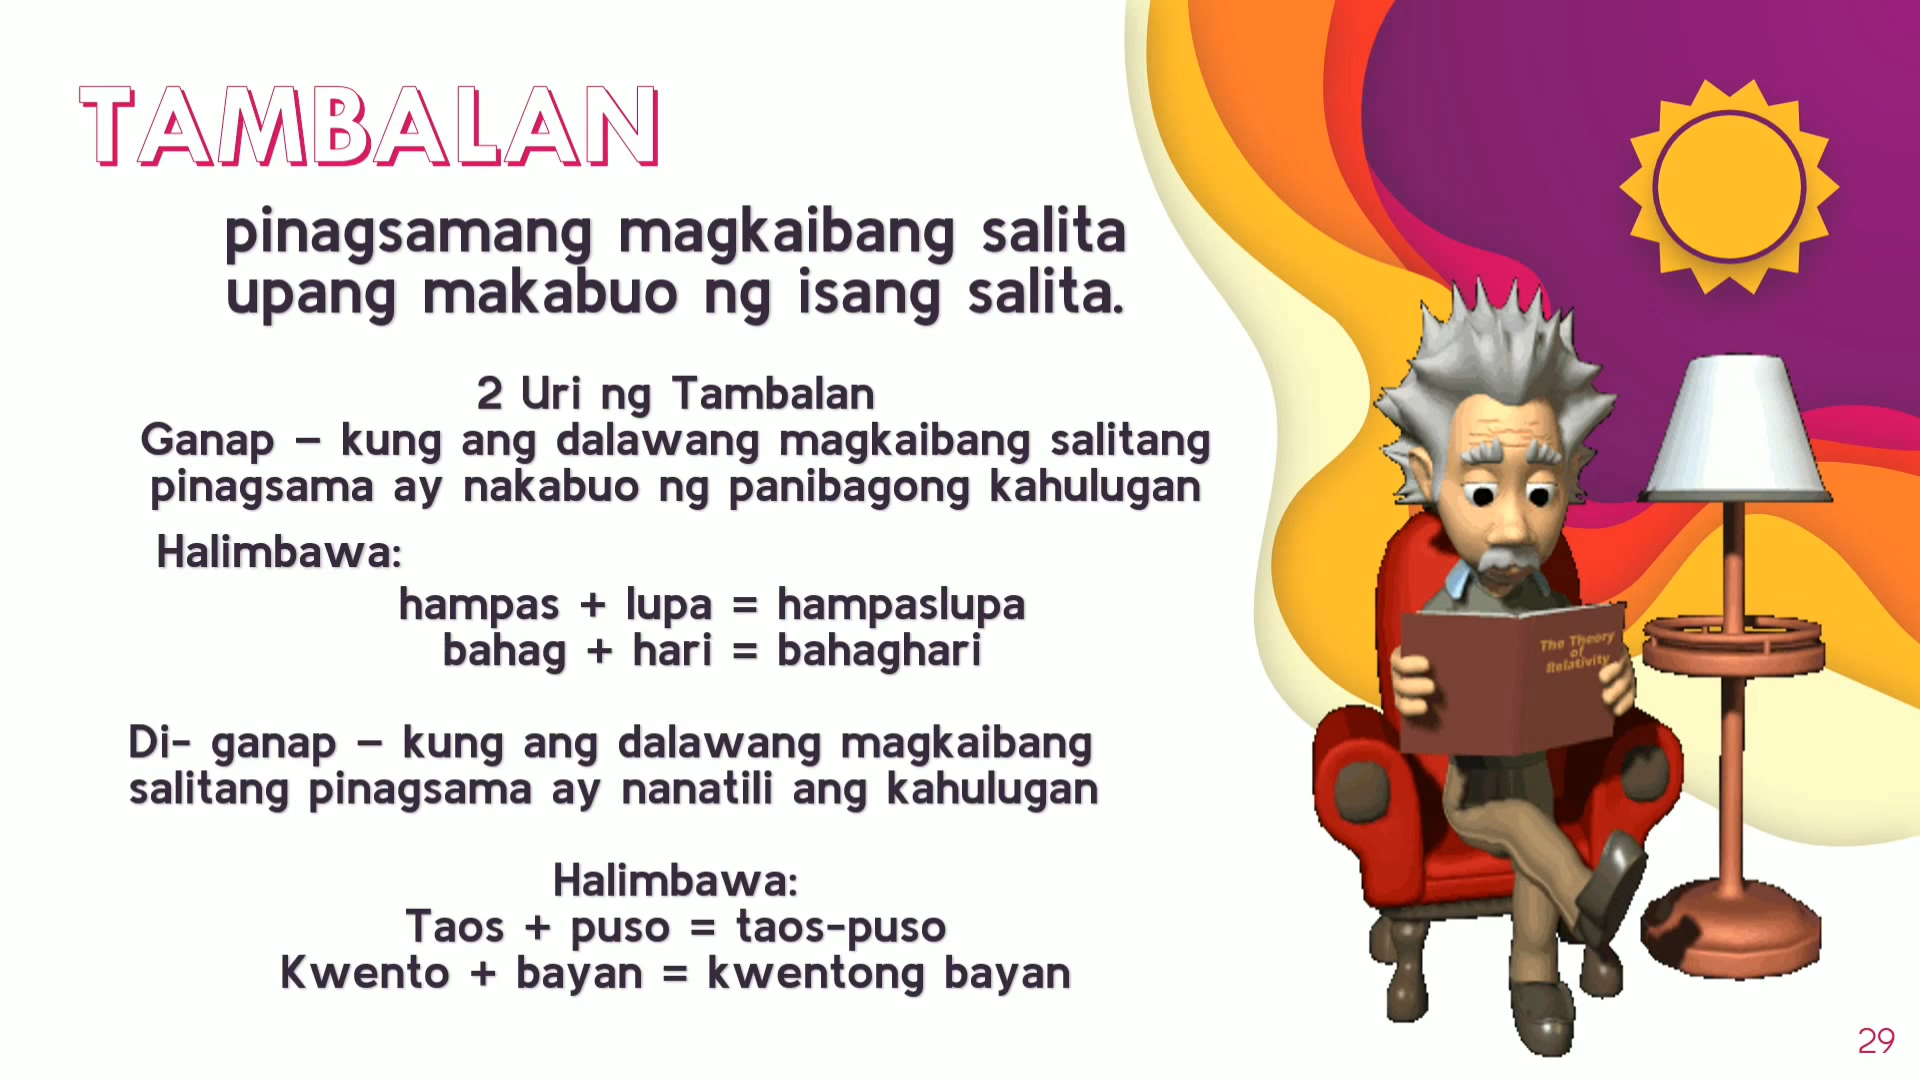 TAMBALAN
pinagsamang magkaibang salita
upang makabuo ng isang salita.
2 Uri ng Tambalan
Ganap – kung ang dalawang magkaibang salitang
pinagsama ay nakabuo ng panibagong kahulugan
Halimbawa:
hampas + lupa = hampaslupa
bahag + hari = bahaghari
Di- ganap – kung ang dalawang magkaibang
salitang pinagsama ay nanatili ang kahulugan
Halimbawa:
Taos + puso = taos-puso
Kwento + bayan = kwentong bayan
The Theory
of
Relativity
29